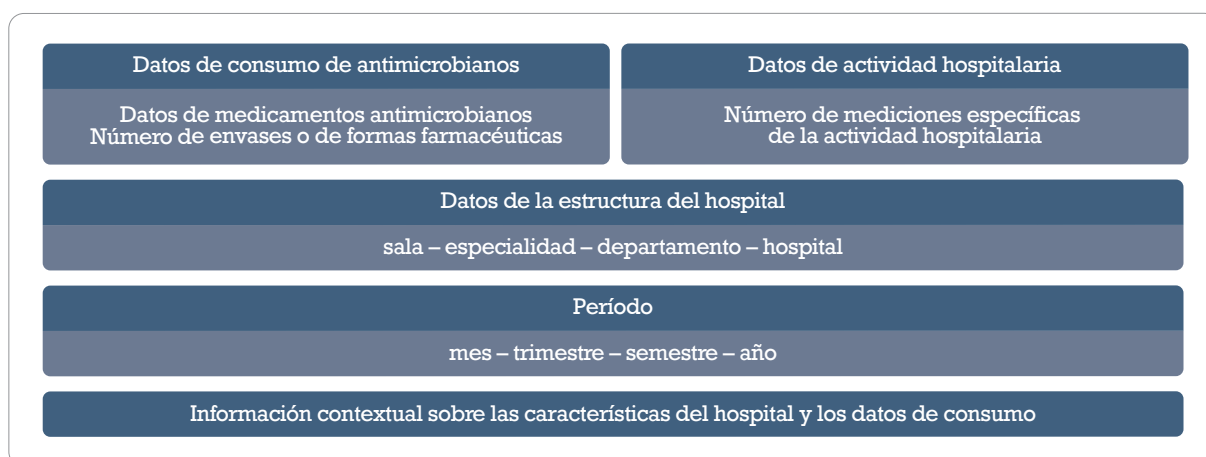 Datos de consumo de antimicrobianos
Datos de medicamentos antimicrobianos
Número de envases o de formas farmacéuticas
Datos de actividad hospitalaria
Número de mediciones específicas
de la actividad hospitalaria
Datos de la estructura del hospital
sala – especialidad – departamento – hospital
Período
mes – trimestre – semestre – año
Información contextual sobre las características del hospital y los datos de consumo